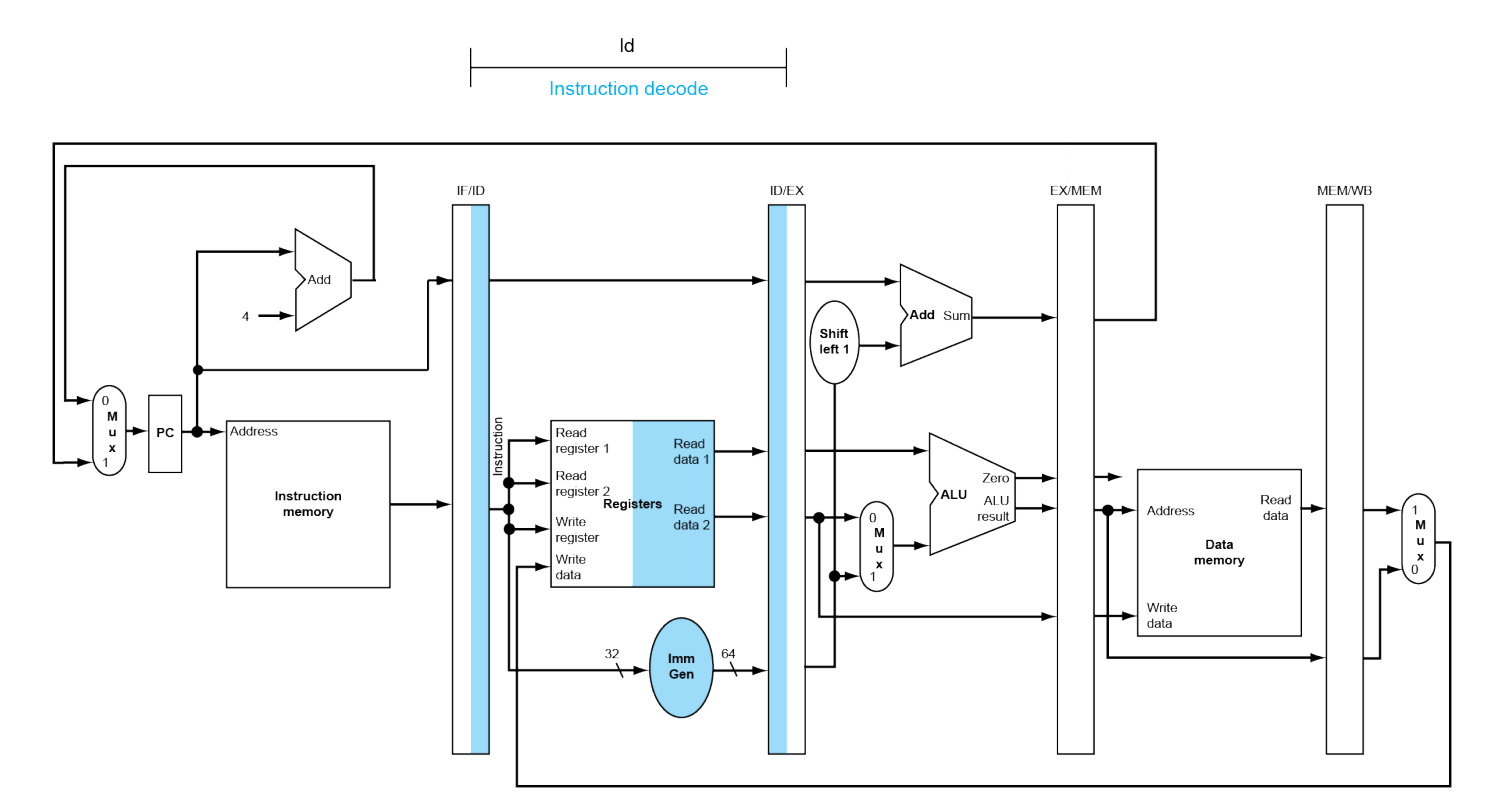 ld
Instruction decode
IF/ID
ID/EX
EX/MEM
MEM/WB
Add
4
Add Sum
Shift
left 1
0
M
u
x
1
PC
Address
Instruction
memory
Instruction
Read
register 1
Read
register 2
Write
register
Write
data
Registers
Read
data 1
Read
data 2
0
M
u
x
1
Zero
ALU
ALU
result
Address
Read
data
Data
memory
Write
data
1
M
u
x
0
32
Imm
Gen
64